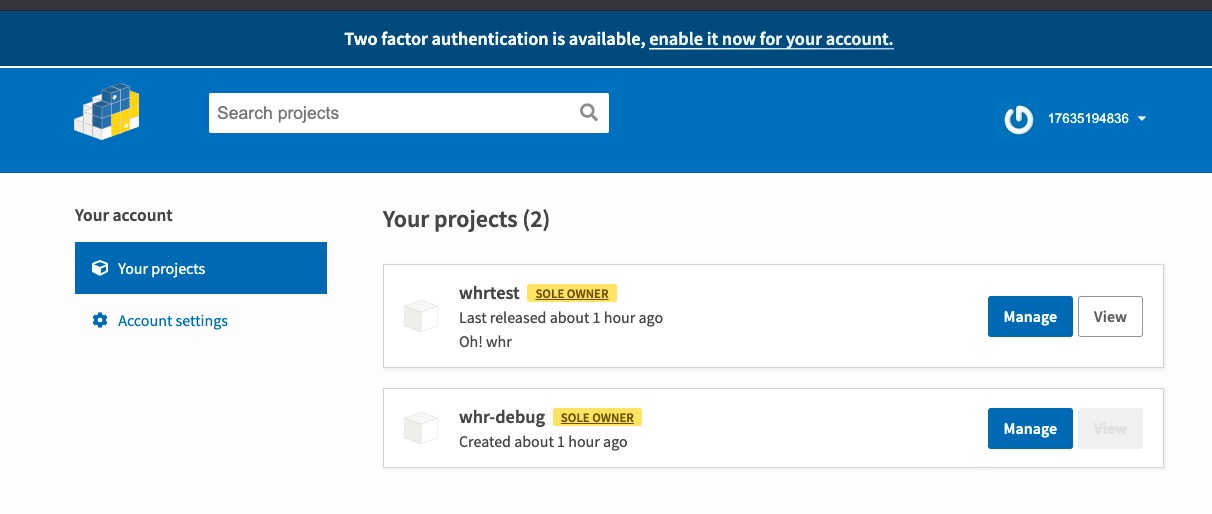 Two factor authentication is available, enable it now for your account.
Search projects
17635194836
Your account
Your projects
Account settings
Your projects (2)
whrtest SOLE OWNER
Last released about 1 hour ago
Oh! whr
Manage View
whr-debug SOLE OWNER
Created about 1 hour ago
Manage View